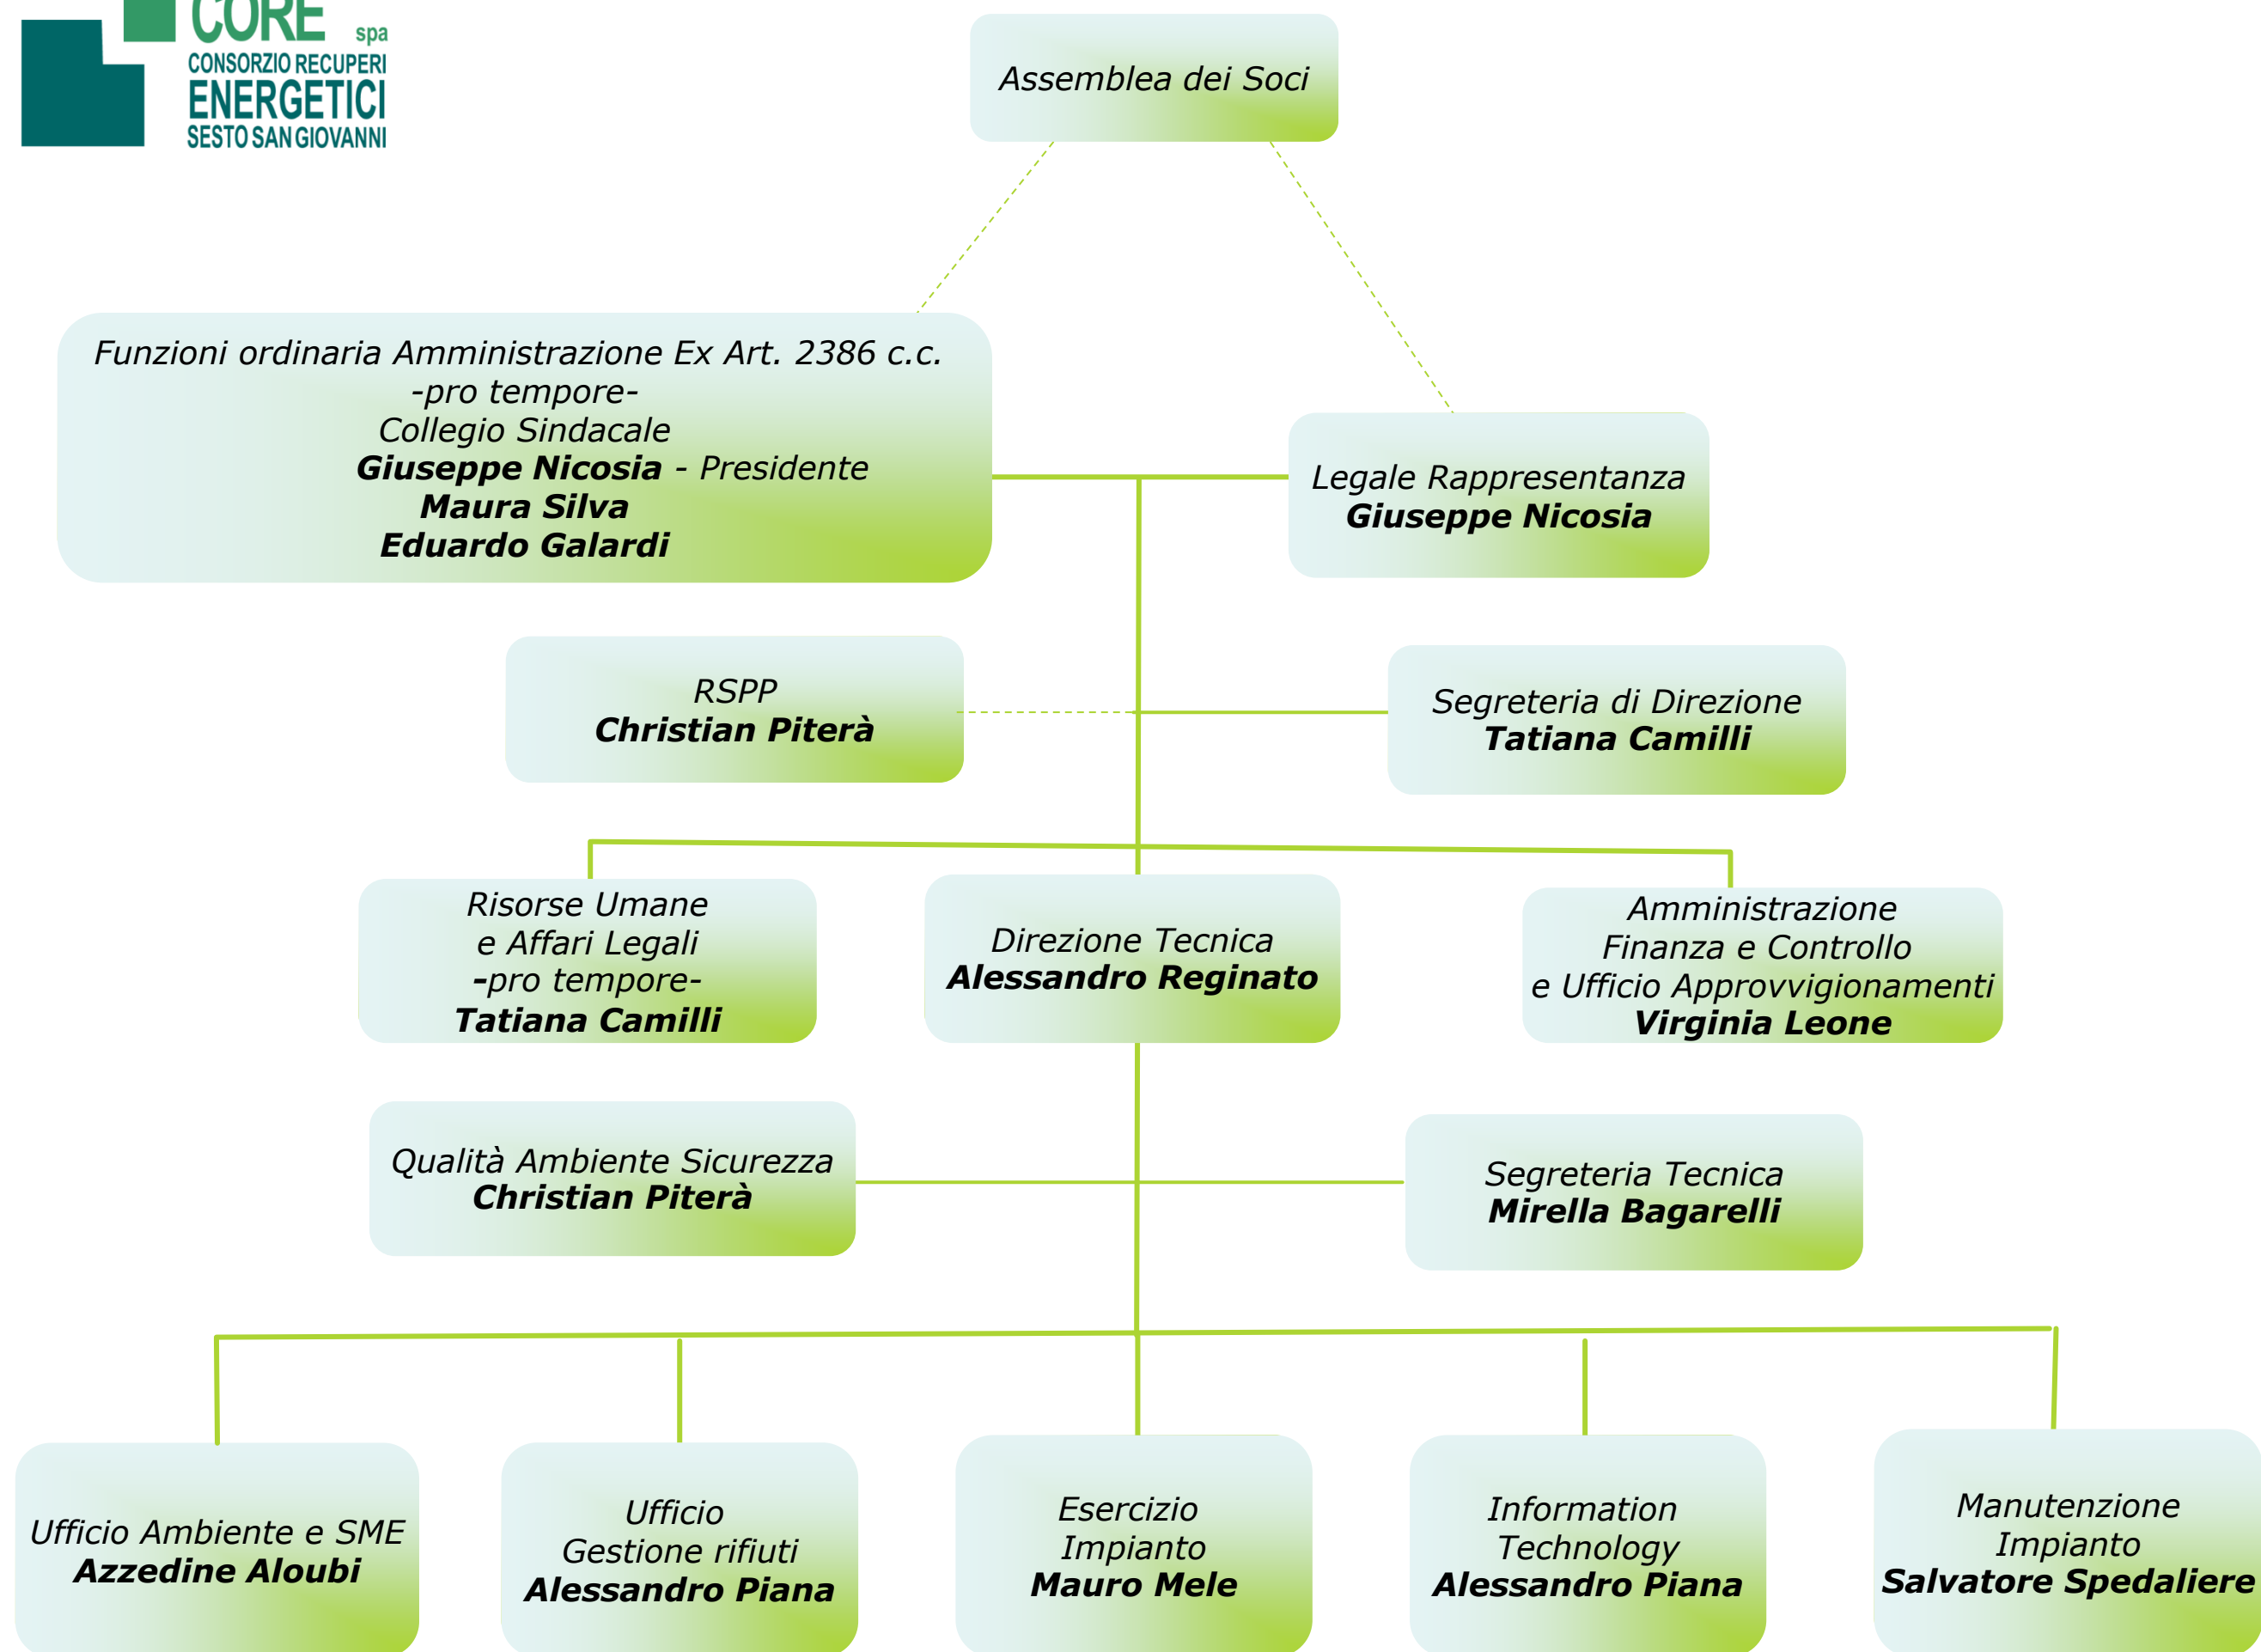 CORE spa
CONSORZIO RECUPERI
ENERGETICI
SESTO SAN GIOVANNI
Assemblea dei Soci
Funzioni ordinaria Amministrazione Ex Art. 2386 c.c.
-pro tempore-
Collegio Sindacale
Giuseppe Nicosia - Presidente
Maura Silva
Eduardo Galardi
Legale Rappresentanza
Giuseppe Nicosia
RSPP
Christian Piterà
Segreteria di Direzione
Tatiana Camilli
Risorse Umane
e Affari Legali
-pro tempore-
Tatiana Camilli
Direzione Tecnica
Alessandro Reginato
Amministrazione
Finanza e Controllo
e Ufficio Approvvigionamenti
Virginia Leone
Qualità Ambiente Sicurezza
Christian Piterà
Segreteria Tecnica
Mirella Bagarelli
Ufficio Ambiente e SME
Azzedine Aloubi
Ufficio
Gestione rifiuti
Alessandro Piana
Esercizio
Impianto
Mauro Mele
Information
Technology
Alessandro Piana
Manutenzione
Impianto
Salvatore Spedaliere